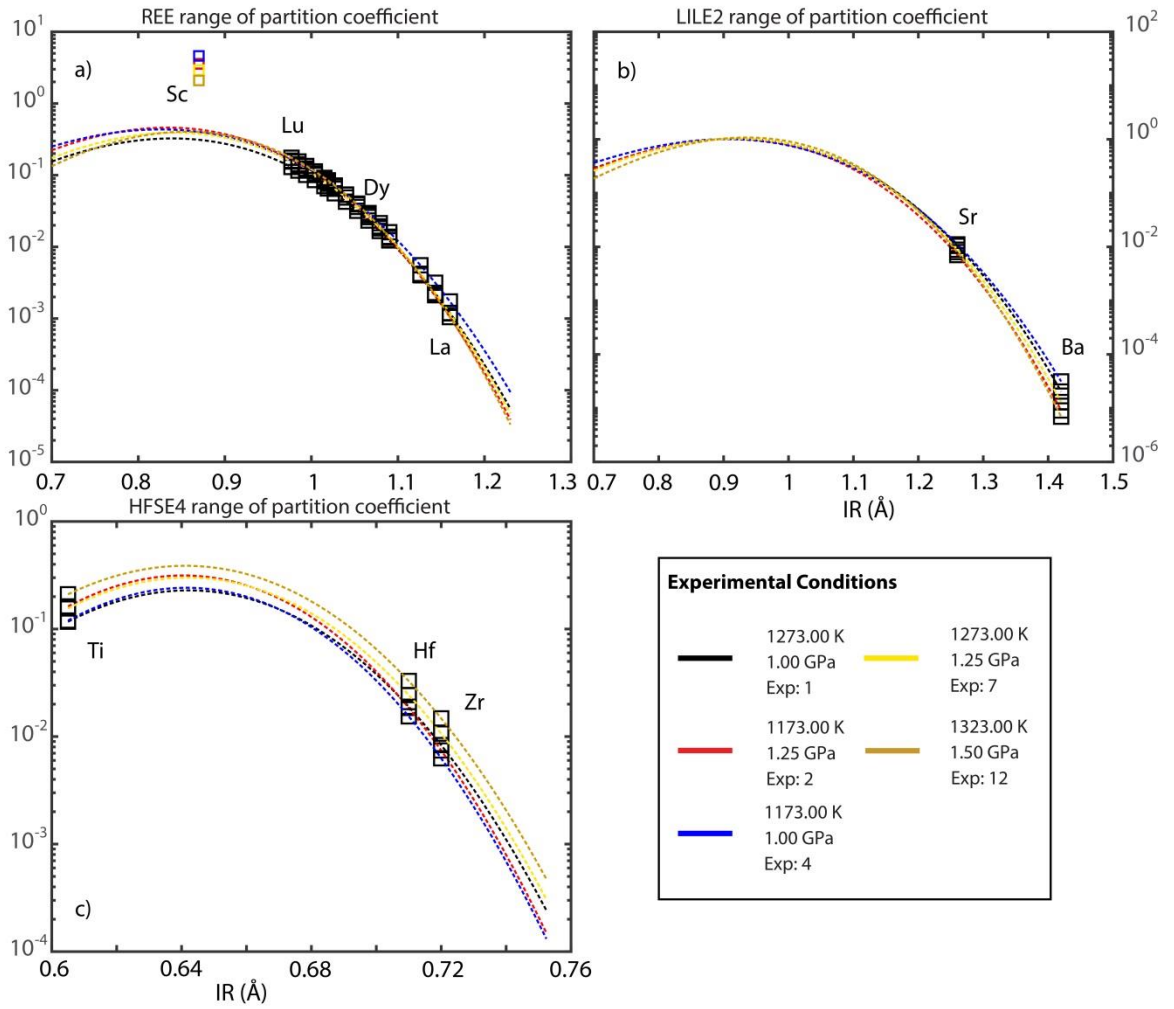 REE range of partition coefficient
LILE2 range of partition coefficient
10^1
10^0
10^-1
10^-2
10^-3
10^-4
10^-5
a)
Sc
Lu
Dy
La
0.7 0.8 0.9 1 1.1 1.2 1.3
b)
Sr
Ba
10^2
10^0
10^-2
10^-4
10^-6
0.7 0.8 0.9 1 1.1 1.2 1.3 1.4 1.5
IR (Å)
HFSE4 range of partition coefficient
10^0
10^-1
10^-2
10^-3
10^-4
Ti
Hf
Zr
c)
0.6 0.64 0.68 0.72 0.76
IR (Å)
Experimental Conditions
1273.00 K
1.00 GPa
Exp: 1
1173.00 K
1.25 GPa
Exp: 2
1173.00 K
1.00 GPa
Exp: 4
1273.00 K
1.25 GPa
Exp: 7
1323.00 K
1.50 GPa
Exp: 12